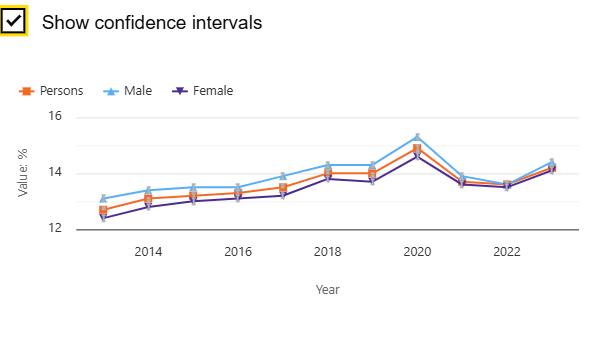 Show confidence intervals
Persons Male Female
16
14
12
Value: %
2014 2016 2018 2020 2022
Year